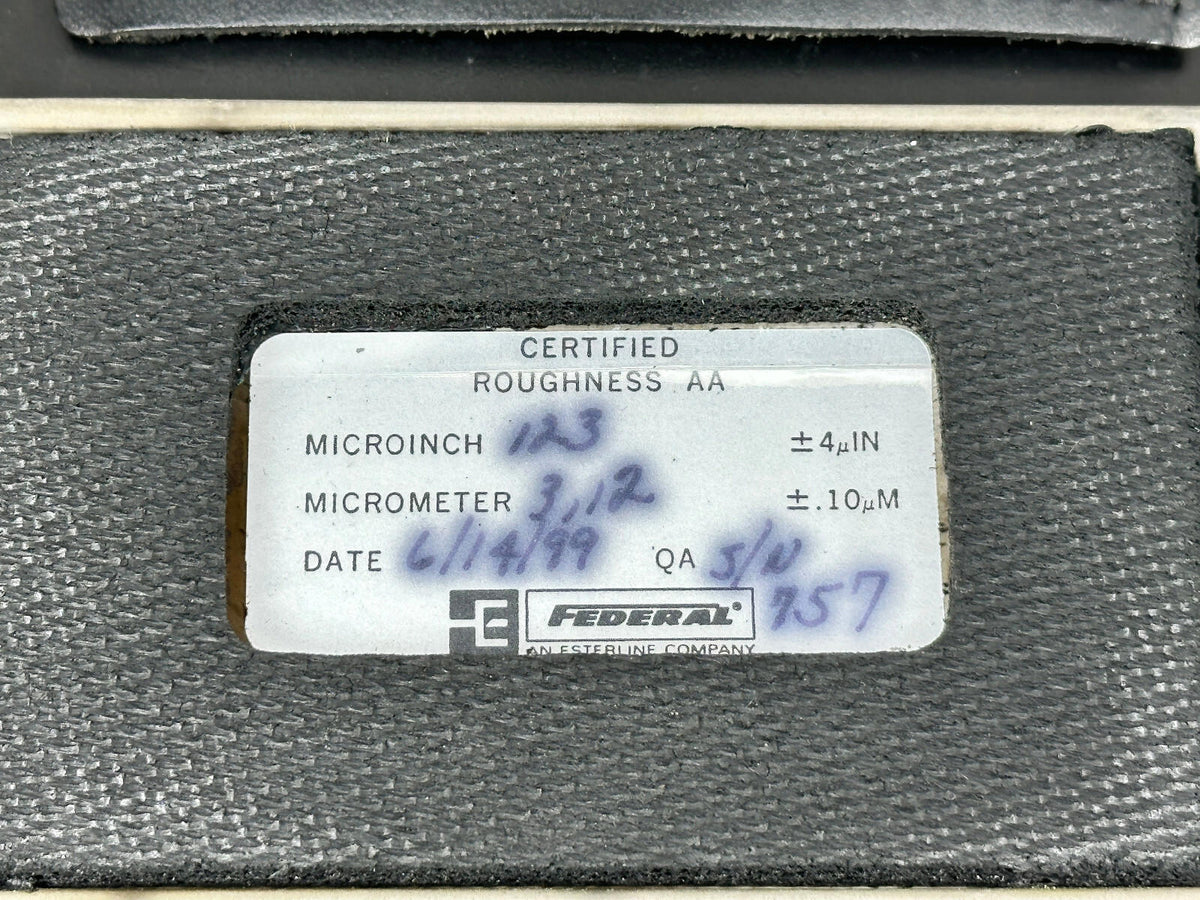 CERTIFIED
ROUGHNESS AA
MICROINCH 123 ±4µIN
MICROMETER 3,12 ±.10µM
DATE 6/14/99 QA S/N
757
FEDERAL®
AN ESTERLINE COMPANY